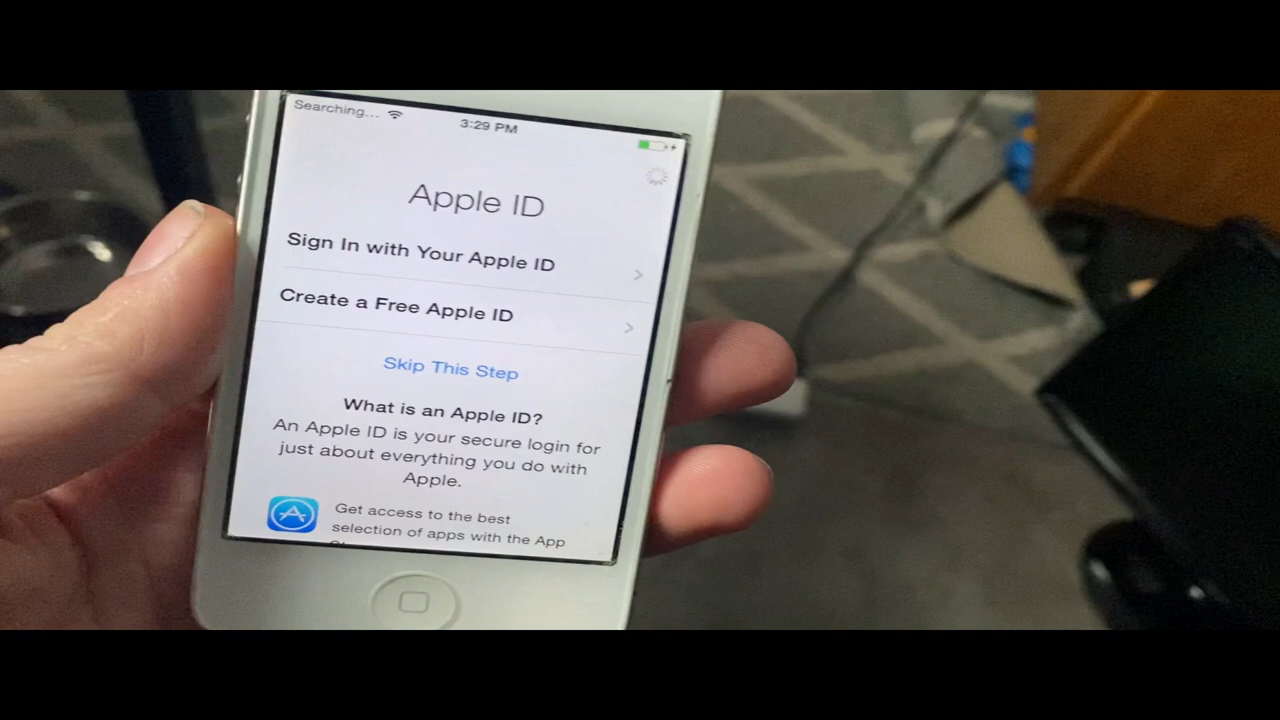 Searching...
3:29 PM
Apple ID
Sign In with Your Apple ID
Create a Free Apple ID
Skip This Step
What is an Apple ID?
An Apple ID is your secure login for
just about everything you do with
Apple.
Get access to the best
selection of apps with the App